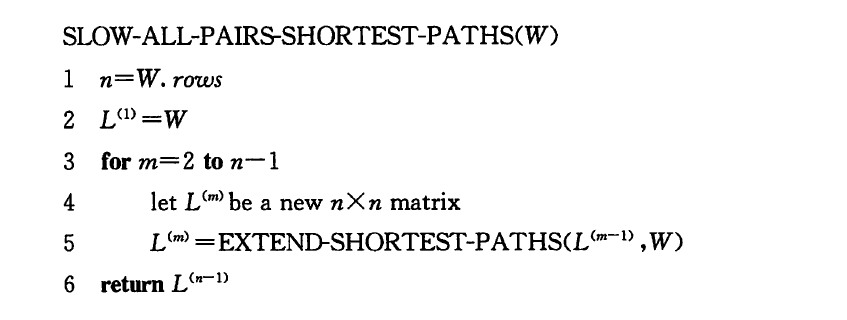 SLOW-ALL-PAIRS-SHORTEST-PATHS(W)
1 n=W. rows
2 L⁽¹⁾=W
3 for m=2 to n−1
4 let L⁽ᵐ⁾ be a new n×n matrix
5 L⁽ᵐ⁾=EXTEND-SHORTEST-PATHS(L⁽ᵐ⁻¹⁾,W)
6 return L⁽ⁿ⁻¹⁾